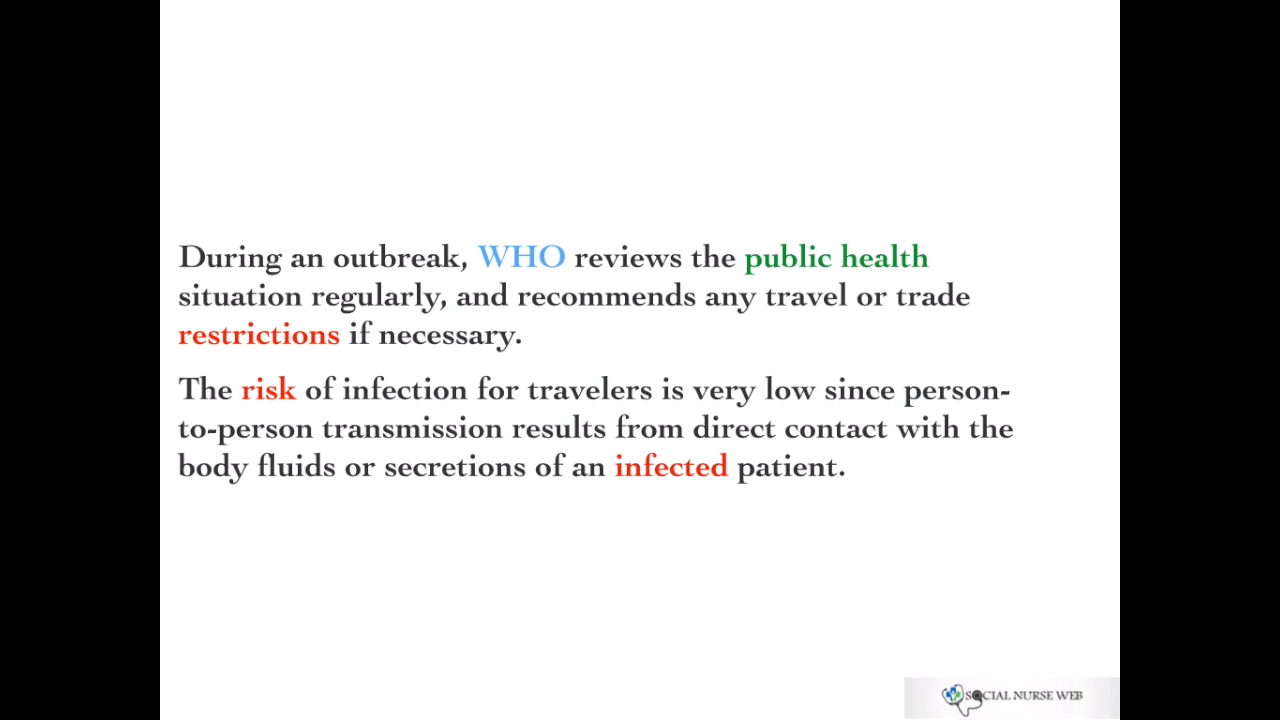 During an outbreak, WHO reviews the public health
situation regularly, and recommends any travel or trade
restrictions if necessary.
The risk of infection for travelers is very low since person-
to-person transmission results from direct contact with the
body fluids or secretions of an infected patient.
SOCIAL NURSE WEB